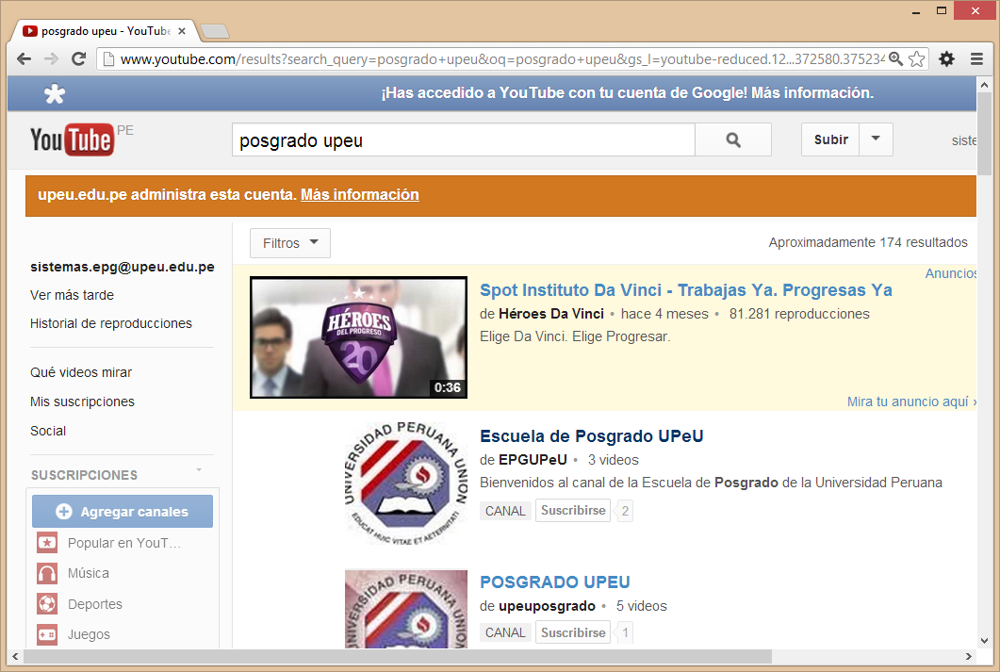 posgrado upeu - YouTube
www.youtube.com/results?search_query=posgrado+upeu&oq=posgrado+upeu&gs_l=youtube-reduced.12...372580.375234
¡Has accedido a YouTube con tu cuenta de Google! Más información.
YouTube PE
posgrado upeu
Subir
siste
upeu.edu.pe administra esta cuenta. Más información
Filtros
Aproximadamente 174 resultados
sistemas.epg@upeu.edu.pe
Ver más tarde
Historial de reproducciones
Qué videos mirar
Mis suscripciones
Social
SUSCRIPCIONES
Agregar canales
Popular en YouT…
Música
Deportes
Juegos
Anuncios
HÉROES
DEL PROGRESO
20
0:36
Spot Instituto Da Vinci - Trabajas Ya. Progresas Ya
de Héroes Da Vinci • hace 4 meses • 81.281 reproducciones
Elige Da Vinci. Elige Progresar.
Mira tu anuncio aquí ›
UNIVERSIDAD PERUANA UNION
EDUCAT HUIC VITAE ET AETERNITATI
Escuela de Posgrado UPeU
de EPGUPeU • 3 videos
Bienvenidos al canal de la Escuela de Posgrado de la Universidad Peruana
CANAL Suscribirse 2
UNIVERSIDAD PERUANA UNION
POSGRADO UPEU
de upeuposgrado • 5 videos
CANAL Suscribirse 1